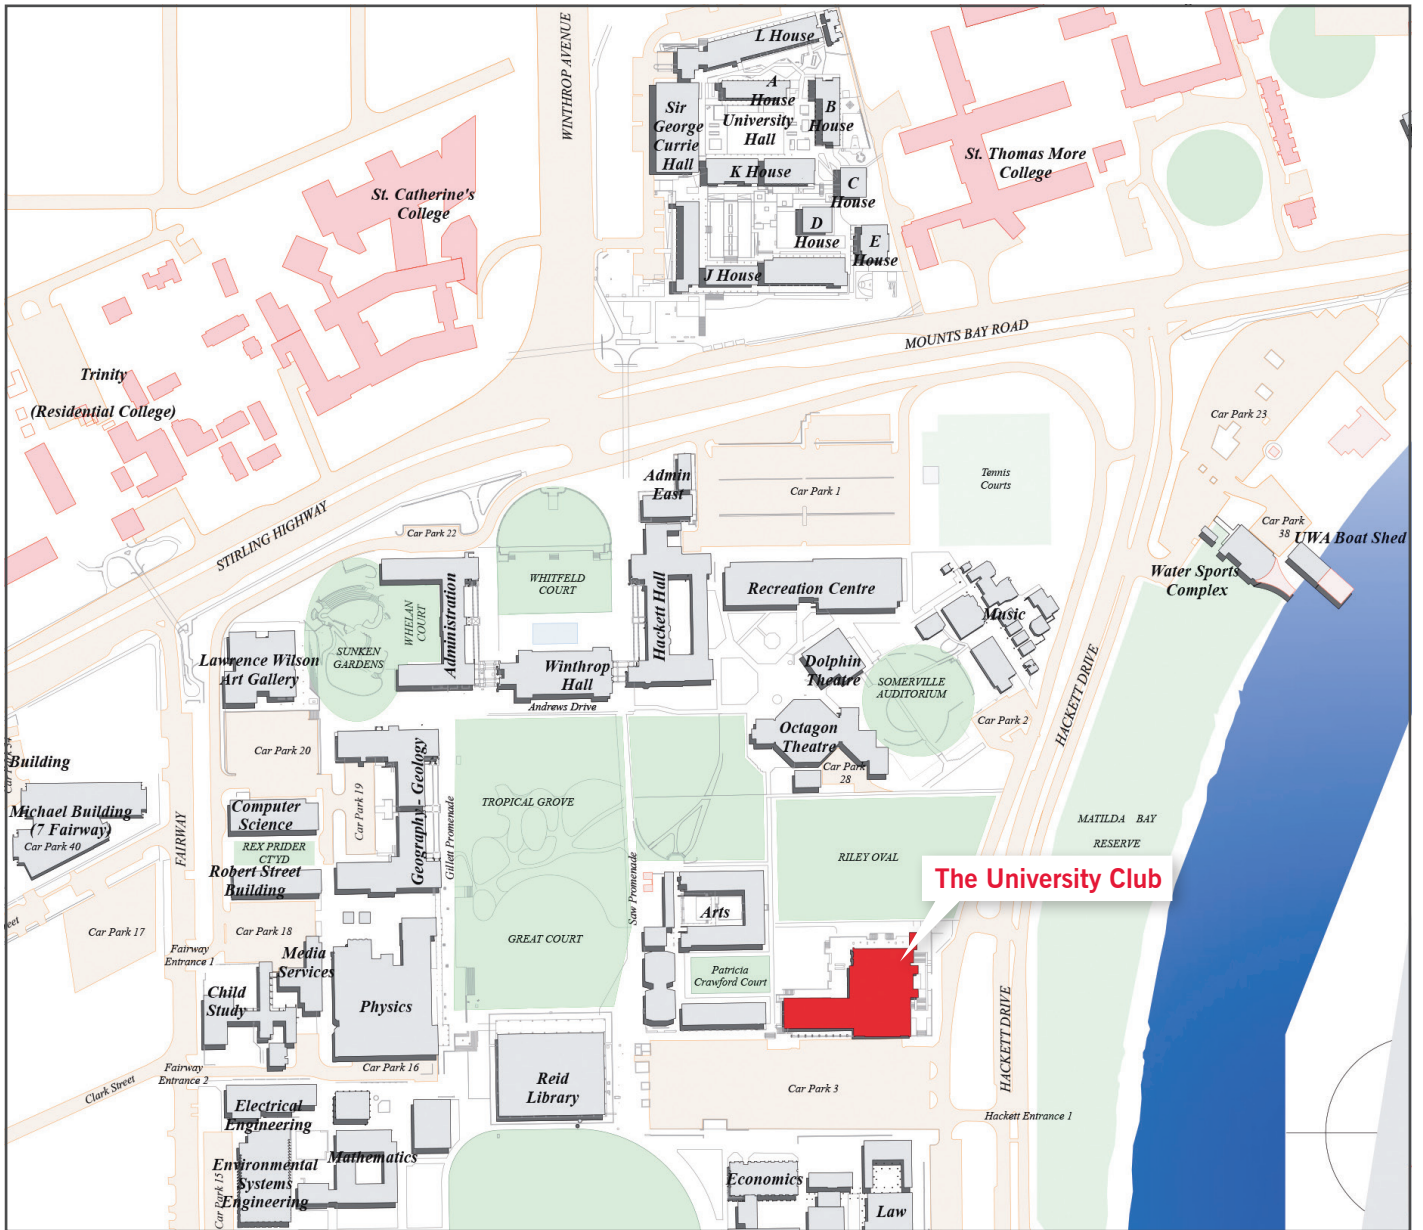 WINTHROP AVENUE
L House
A
House
University
Hall
B
House
Sir
George
Currie
Hall
K House
C
House
D
House
E
House
J House
St. Thomas More
College
St. Catherine's
College
MOUNTS BAY ROAD
Trinity
(Residential College)
Car Park 23
STIRLING HIGHWAY
Admin
East
Car Park 1
Tennis
Courts
Car Park 22
Car Park
38
UWA Boat Shed
Water Sports
Complex
WHITFELD
COURT
WHELAN
COURT
Administration
Hackett Hall
Recreation Centre
Music
SUNKEN
GARDENS
Lawrence Wilson
Art Gallery
Winthrop
Hall
Dolphin
Theatre
SOMERVILLE
AUDITORIUM
HACKETT DRIVE
Andrews Drive
Car Park 2
Octagon
Theatre
Car Park
28
Car Park 20
Car Park 34
Building
Michael Building
(7 Fairway)
Car Park 40
FAIRWAY
Computer
Science
Car Park 19
Geography - Geology
Gillett Promenade
TROPICAL GROVE
REX PRIDER
CTYD
Robert Street
Building
MATILDA BAY
RESERVE
RILEY OVAL
The University Club
Saw Promenade
Arts
Car Park 17
Car Park 18
Fairway
Entrance 1
Media
Services
GREAT COURT
Patricia
Crawford Court
Child
Study
Physics
HACKETT DRIVE
Fairway
Entrance 2
Car Park 16
Clark Street
Reid
Library
Car Park 3
Hackett Entrance 1
Electrical
Engineering
Mathematics
Environmental
Systems
Engineering
Car Park 15
Economics
Law